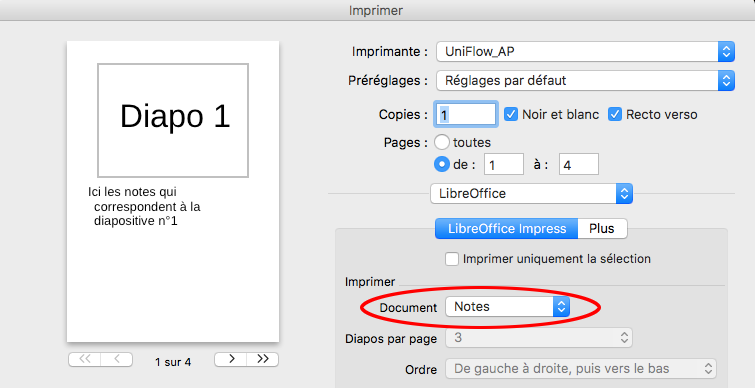 Imprimer
Diapo 1
Ici les notes qui
correspondent à la
diapositive n°1
<< < 1 sur 4 > >>
Imprimante : UniFlow_AP
Préréglages : Réglages par défaut
Copies : 1 Noir et blanc Recto verso
Pages : toutes
de : 1 à : 4
LibreOffice
LibreOffice Impress Plus
Imprimer uniquement la sélection
Imprimer
Document Notes
Diapos par page 3
Ordre De gauche à droite, puis vers le bas